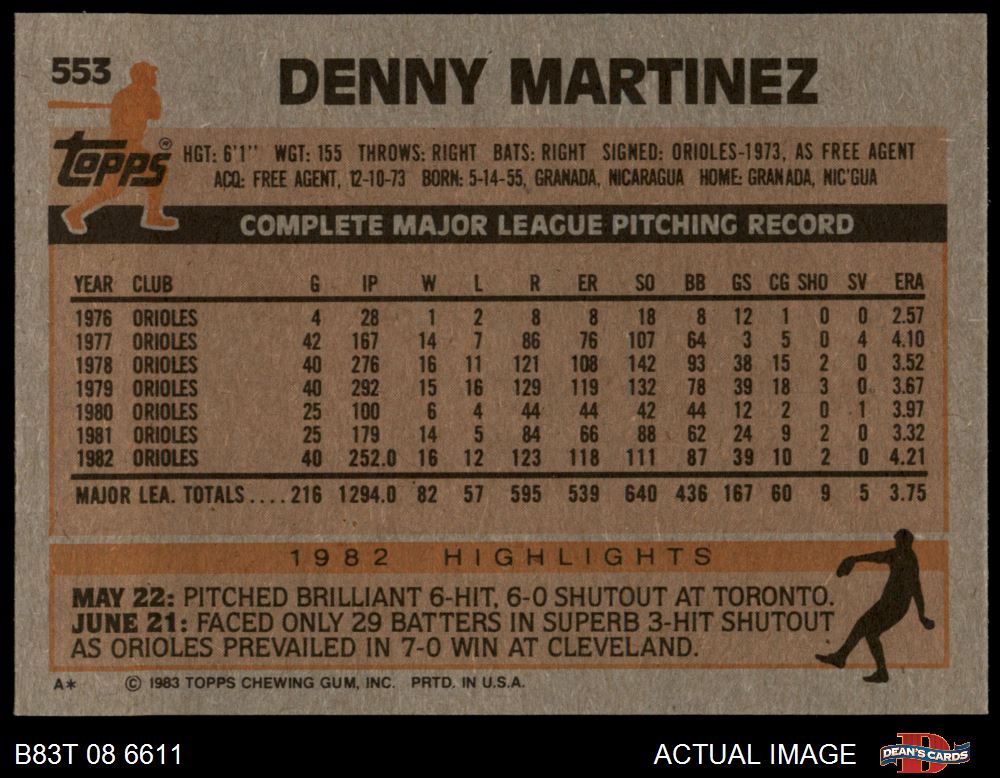 553
DENNY MARTINEZ
Topps®
HGT: 6'1" WGT: 155 THROWS: RIGHT BATS: RIGHT SIGNED: ORIOLES-1973, AS FREE AGENT
ACQ: FREE AGENT, 12-10-73 BORN: 5-14-55, GRANADA, NICARAGUA HOME: GRANADA, NIC'GUA
COMPLETE MAJOR LEAGUE PITCHING RECORD
YEAR CLUB G IP W L R ER SO BB GS CG SHO SV ERA
1976 ORIOLES 4 28 1 2 8 8 18 8 12 1 0 0 2.57
1977 ORIOLES 42 167 14 7 86 76 107 64 3 5 0 4 4.10
1978 ORIOLES 40 276 16 11 121 108 142 93 38 15 2 0 3.52
1979 ORIOLES 40 292 15 16 129 119 132 78 39 18 3 0 3.67
1980 ORIOLES 25 100 6 4 44 44 42 44 12 2 0 1 3.97
1981 ORIOLES 25 179 14 5 84 66 88 62 24 9 2 0 3.32
1982 ORIOLES 40 252.0 16 12 123 118 111 87 39 10 2 0 4.21
MAJOR LEA. TOTALS....216 1294.0 82 57 595 539 640 436 167 60 9 5 3.75
1982 HIGHLIGHTS
MAY 22: PITCHED BRILLIANT 6-HIT, 6-0 SHUTOUT AT TORONTO.
JUNE 21: FACED ONLY 29 BATTERS IN SUPERB 3-HIT SHUTOUT
AS ORIOLES PREVAILED IN 7-0 WIN AT CLEVELAND.
A* © 1983 TOPPS CHEWING GUM, INC. PRTD. IN U.S.A.
B83T 08 6611 ACTUAL IMAGE D DEAN'S CARDS